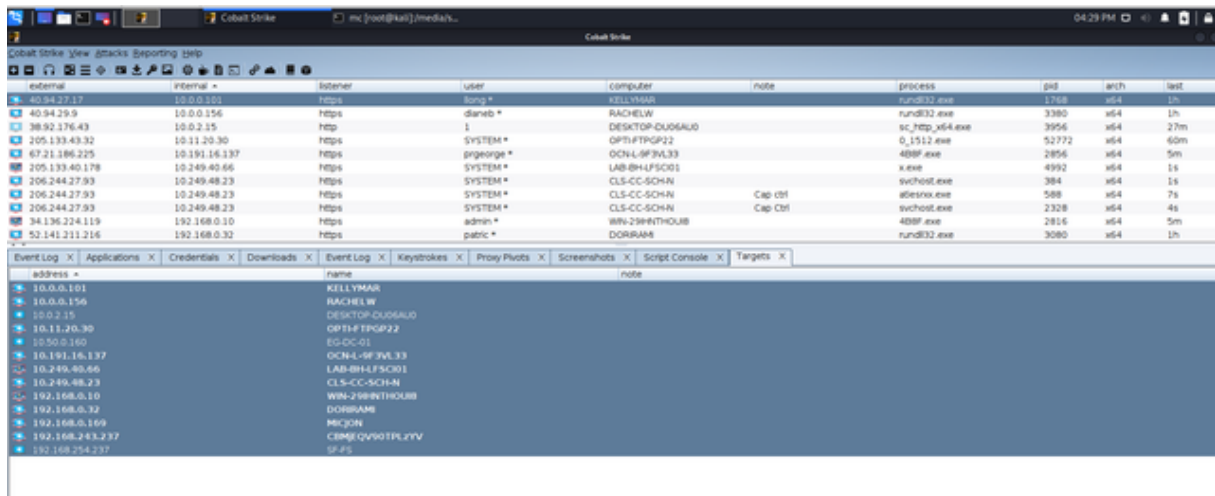 Cobalt Strike mc [root@kali]:/media/s... 04:29 PM
Cobalt Strike
Cobalt Strike View Attacks Reporting Help
external internal listener user computer note process pid arch last
40.94.27.17 10.0.0.101 https llong * KELLYMAR rundll32.exe 1768 x64 1h
40.94.29.9 10.0.0.156 https dianeb * RACHELW rundll32.exe 3380 x64 1h
38.92.176.43 10.0.2.15 http 1 DESKTOP-DU06AU0 sc_http_x64.exe 3956 x64 27m
205.133.43.32 10.11.20.30 https SYSTEM * OPTI-FTPGP22 0_1512.exe 52772 x64 60m
67.21.186.225 10.191.16.137 https prgeorge * OCN-L-9F3VL33 4B8F.exe 2856 x64 5m
205.133.40.178 10.249.40.66 https SYSTEM * LAB-BH-LFSCI01 x.exe 4992 x64 1s
206.244.27.93 10.249.48.23 https SYSTEM * CLS-CC-SCH-N svchost.exe 384 x64 1s
206.244.27.93 10.249.48.23 https SYSTEM * CLS-CC-SCH-N Cap ctrl 588 x64 7s
206.244.27.93 10.249.48.23 https SYSTEM * CLS-CC-SCH-N Cap Ctrl svchost.exe 2328 x64 4s
34.136.224.119 192.168.0.10 https admin * 4B8F.exe 2816 x64 5m
52.141.211.216 192.168.0.32 https patric * DORIRAMI rundll32.exe 3080 x64 1h
Event Log X Applications X Credentials X Downloads X Event Log X Keystrokes X Proxy Pivots X Screenshots X Script Console X Targets X
address name note
10.0.0.101 KELLYMAR
10.0.0.156 RACHELW
10.0.2.15 DESKTOP-DU06AU0
10.11.20.30 OPTI-FTPGP22
10.50.0.160 EG-DC-01
10.191.16.137 OCN-L-9F3VL33
10.249.40.66 LAB-BH-LFSCI01
10.249.48.23 CLS-CC-SCH-N
192.168.0.10
192.168.0.32 DORIRAMI
192.168.0.169 MICJON
192.168.243.237
192.168.254.237 SF-FS